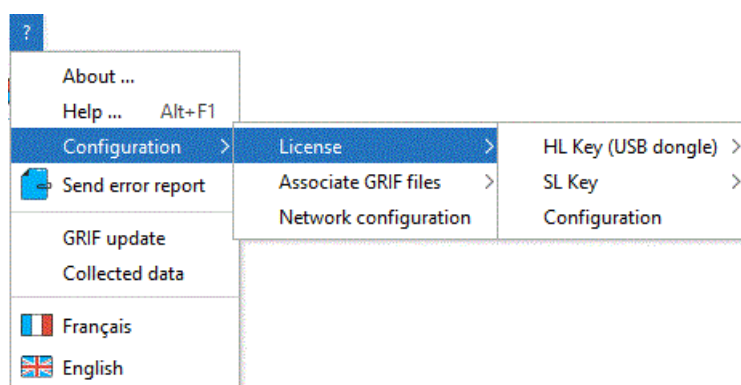 ?
About ...
Help ... Alt+F1
Configuration >
Send error report
GRIF update
Collected data
Français
English
License >
Associate GRIF files >
Network configuration
HL Key (USB dongle) >
SL Key >
Configuration